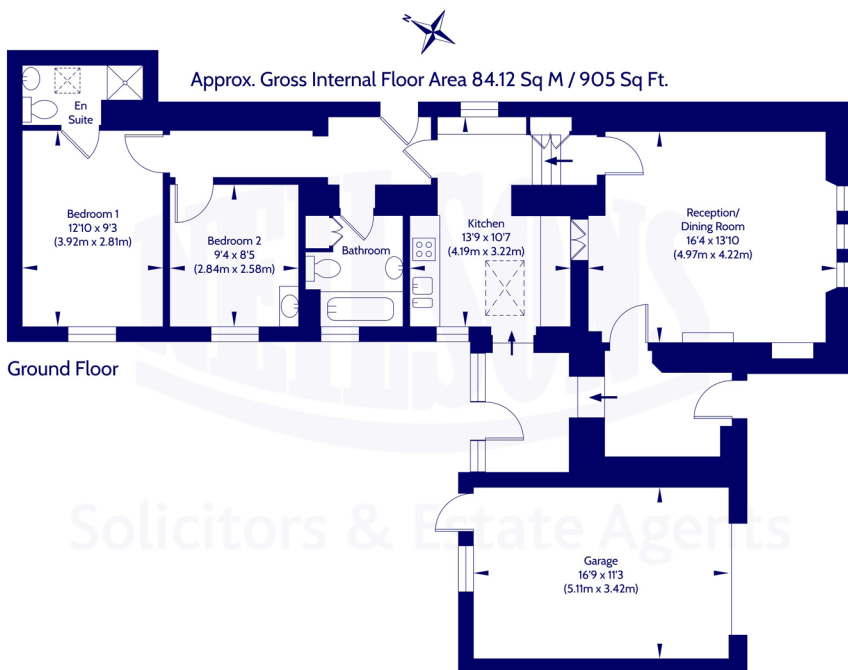 N
Approx. Gross Internal Floor Area 84.12 Sq M / 905 Sq Ft.
En
Suite
Bedroom 1
12'10 x 9'3
(3.92m x 2.81m)
Bedroom 2
9'4 x 8'5
(2.84m x 2.58m)
Bathroom
Kitchen
13'9 x 10'7
(4.19m x 3.22m)
Reception/
Dining Room
16'4 x 13'10
(4.97m x 4.22m)
Ground Floor
NEILSONS
Solicitors & Estate Agents
Garage
16'9 x 11'3
(5.11m x 3.42m)